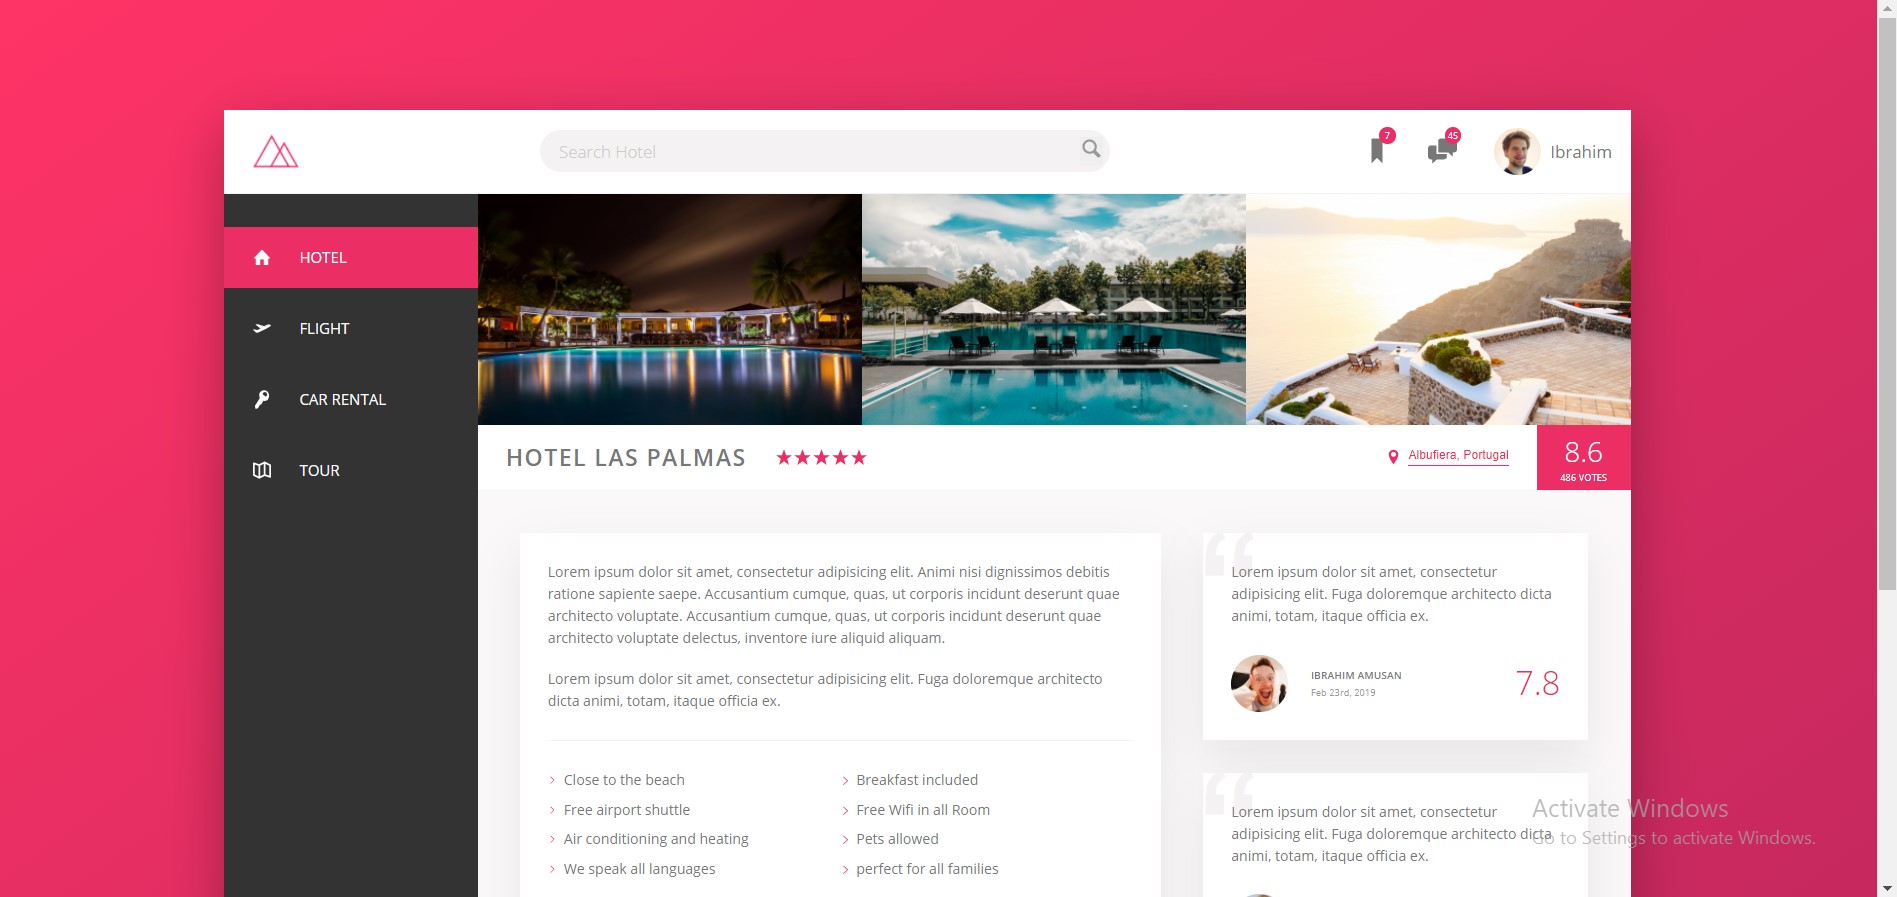 Search Hotel
7
45
Ibrahim
HOTEL
FLIGHT
CAR RENTAL
TOUR
HOTEL LAS PALMAS
Albufiera, Portugal
8.6
486 VOTES
Lorem ipsum dolor sit amet, consectetur adipisicing elit. Animi nisi dignissimos debitis
ratione sapiente saepe. Accusantium cumque, quas, ut corporis incidunt deserunt quae
architecto voluptate. Accusantium cumque, quas, ut corporis incidunt deserunt quae
architecto voluptate delectus, inventore iure aliquid aliquam.
Lorem ipsum dolor sit amet, consectetur adipisicing elit. Fuga doloremque architecto
dicta animi, totam, itaque officia ex.
Close to the beach
Free airport shuttle
Air conditioning and heating
We speak all languages
Breakfast included
Free Wifi in all Room
Pets allowed
perfect for all families
“
Lorem ipsum dolor sit amet, consectetur
adipisicing elit. Fuga doloremque architecto dicta
animi, totam, itaque officia ex.
IBRAHIM AMUSAN
Feb 23rd, 2019
7.8
“
Lorem ipsum dolor sit amet, consectetur
adipisicing elit. Fuga doloremque architecto dicta
animi, totam, itaque officia ex.
Activate Windows
Go to Settings to activate Windows.